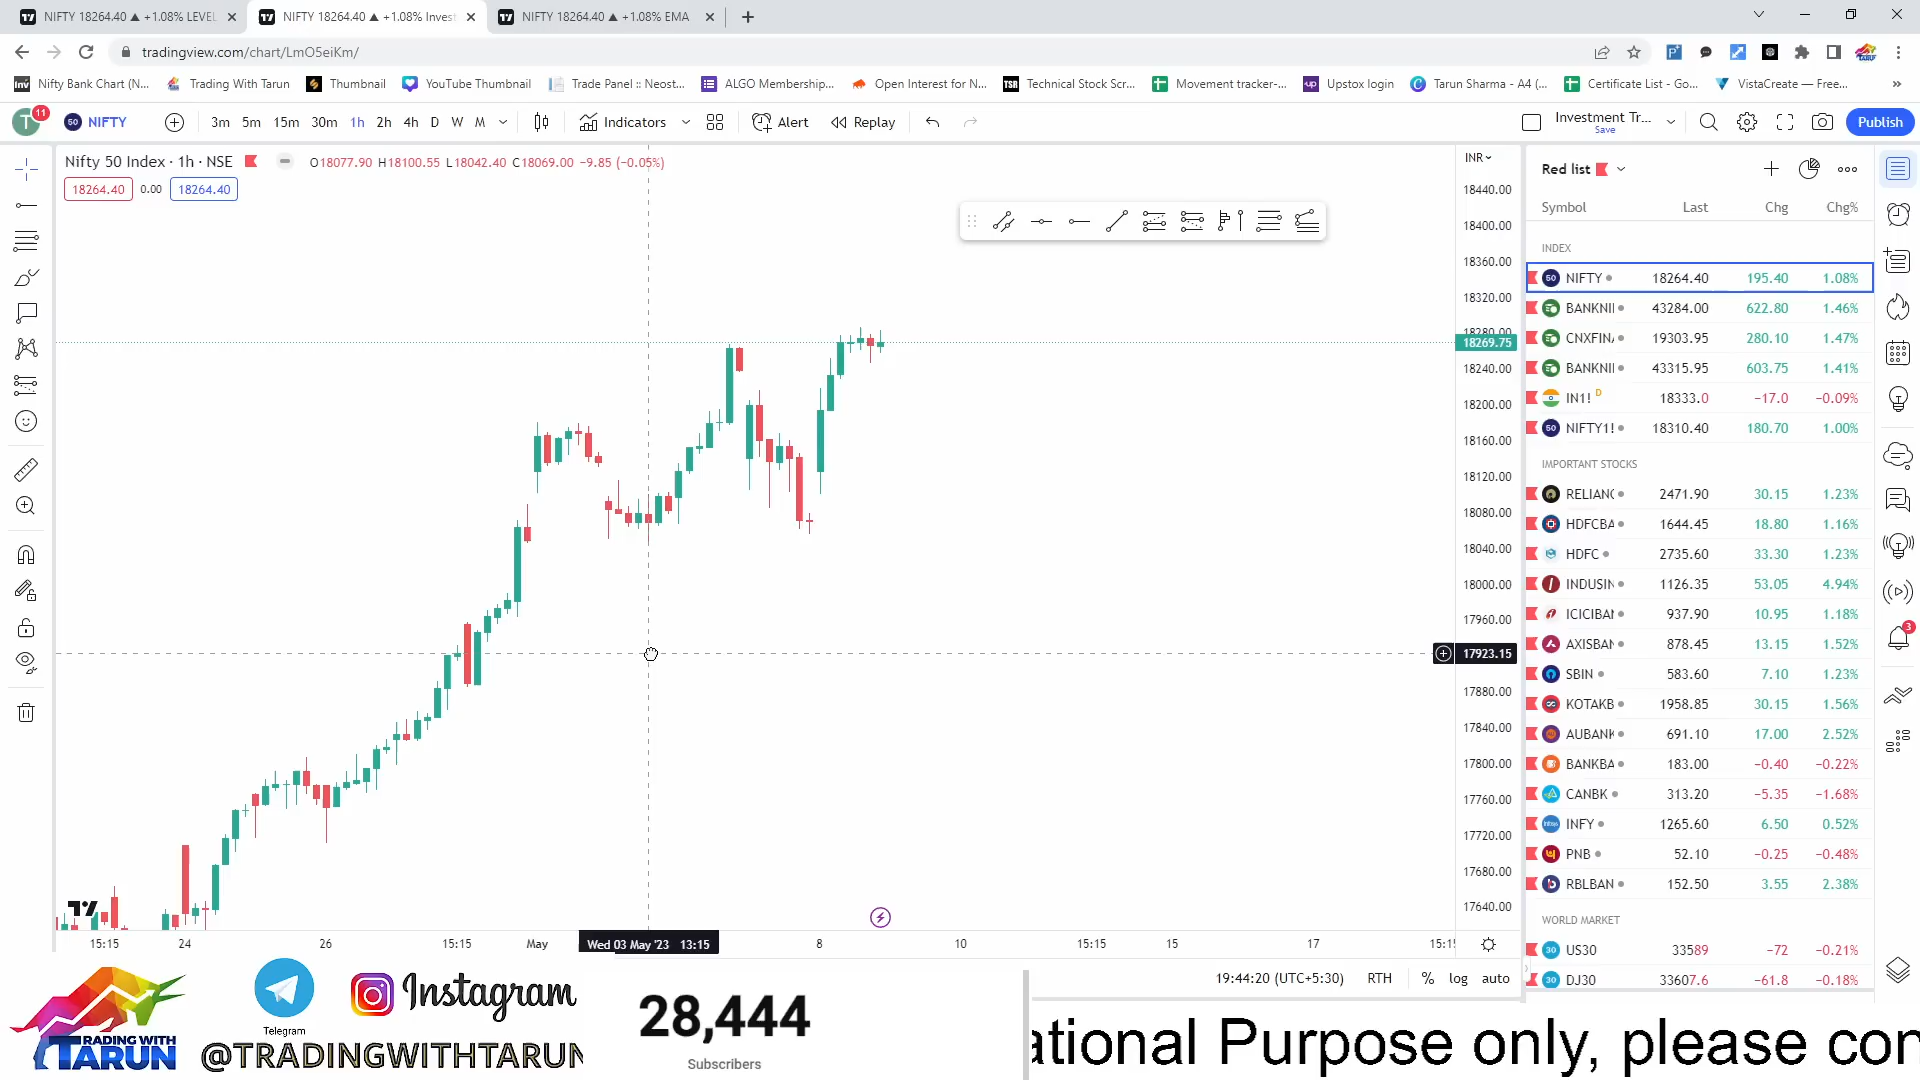 NIFTY 18264.40 ▲ +1.08% LEVEL
NIFTY 18264.40 ▲ +1.08% Invest
NIFTY 18264.40 ▲ +1.08% EMA
tradingview.com/chart/LmO5eiKm/
Nifty Bank Chart (N...
Trading With Tarun
Thumbnail
YouTube Thumbnail
Trade Panel :: Neost...
ALGO Membership...
Open Interest for N...
Technical Stock Scr...
Movement tracker-...
Upstox login
Tarun Sharma - A4 (...
Certificate List - Go...
VistaCreate — Free...
T 11 NIFTY 3m 5m 15m 30m 1h 2h 4h D W M Indicators Alert Replay
Investment Tr...
Save
Publish
Nifty 50 Index · 1h · NSE O18077.90 H18100.55 L18042.40 C18069.00 −9.85 (−0.05%)
18264.40 0.00 18264.40
INR
18440.00
18400.00
18360.00
18320.00
18280.00
18269.75
18240.00
18200.00
18160.00
18120.00
18080.00
18040.00
18000.00
17960.00
17923.15
17880.00
17840.00
17800.00
17760.00
17720.00
17680.00
17640.00
15:15 24 26 15:15 May Wed 03 May '23 13:15 8 10 15:15 15 17 15:15
19:44:20 (UTC+5:30) RTH % log auto
Red list
Symbol Last Chg Chg%
INDEX
NIFTY 18264.40 195.40 1.08%
BANKNI 43284.00 622.80 1.46%
CNXFIN 19303.95 280.10 1.47%
BANKNI 43315.95 603.75 1.41%
IN1! D 18333.0 −17.0 −0.09%
NIFTY1! 18310.40 180.70 1.00%
IMPORTANT STOCKS
RELIANC 2471.90 30.15 1.23%
HDFCBA 1644.45 18.80 1.16%
HDFC 2735.60 33.30 1.23%
INDUSIN 1126.35 53.05 4.94%
ICICIBAN 937.90 10.95 1.18%
AXISBAN 878.45 13.15 1.52%
SBIN 583.60 7.10 1.23%
KOTAKB 1958.85 30.15 1.56%
AUBANK 691.10 17.00 2.52%
BANKBA 183.00 −0.40 −0.22%
CANBK 313.20 −5.35 −1.68%
INFY 1265.60 6.50 0.52%
PNB 52.10 −0.25 −0.48%
RBLBAN 152.50 3.55 2.38%
WORLD MARKET
US30 33589 −72 −0.21%
DJ30 33607.6 −61.8 −0.18%
3
TRADING WITH
TARUN
Telegram
Instagram
@TRADINGWITHTARUN
28,444
Subscribers
ational Purpose only, please con